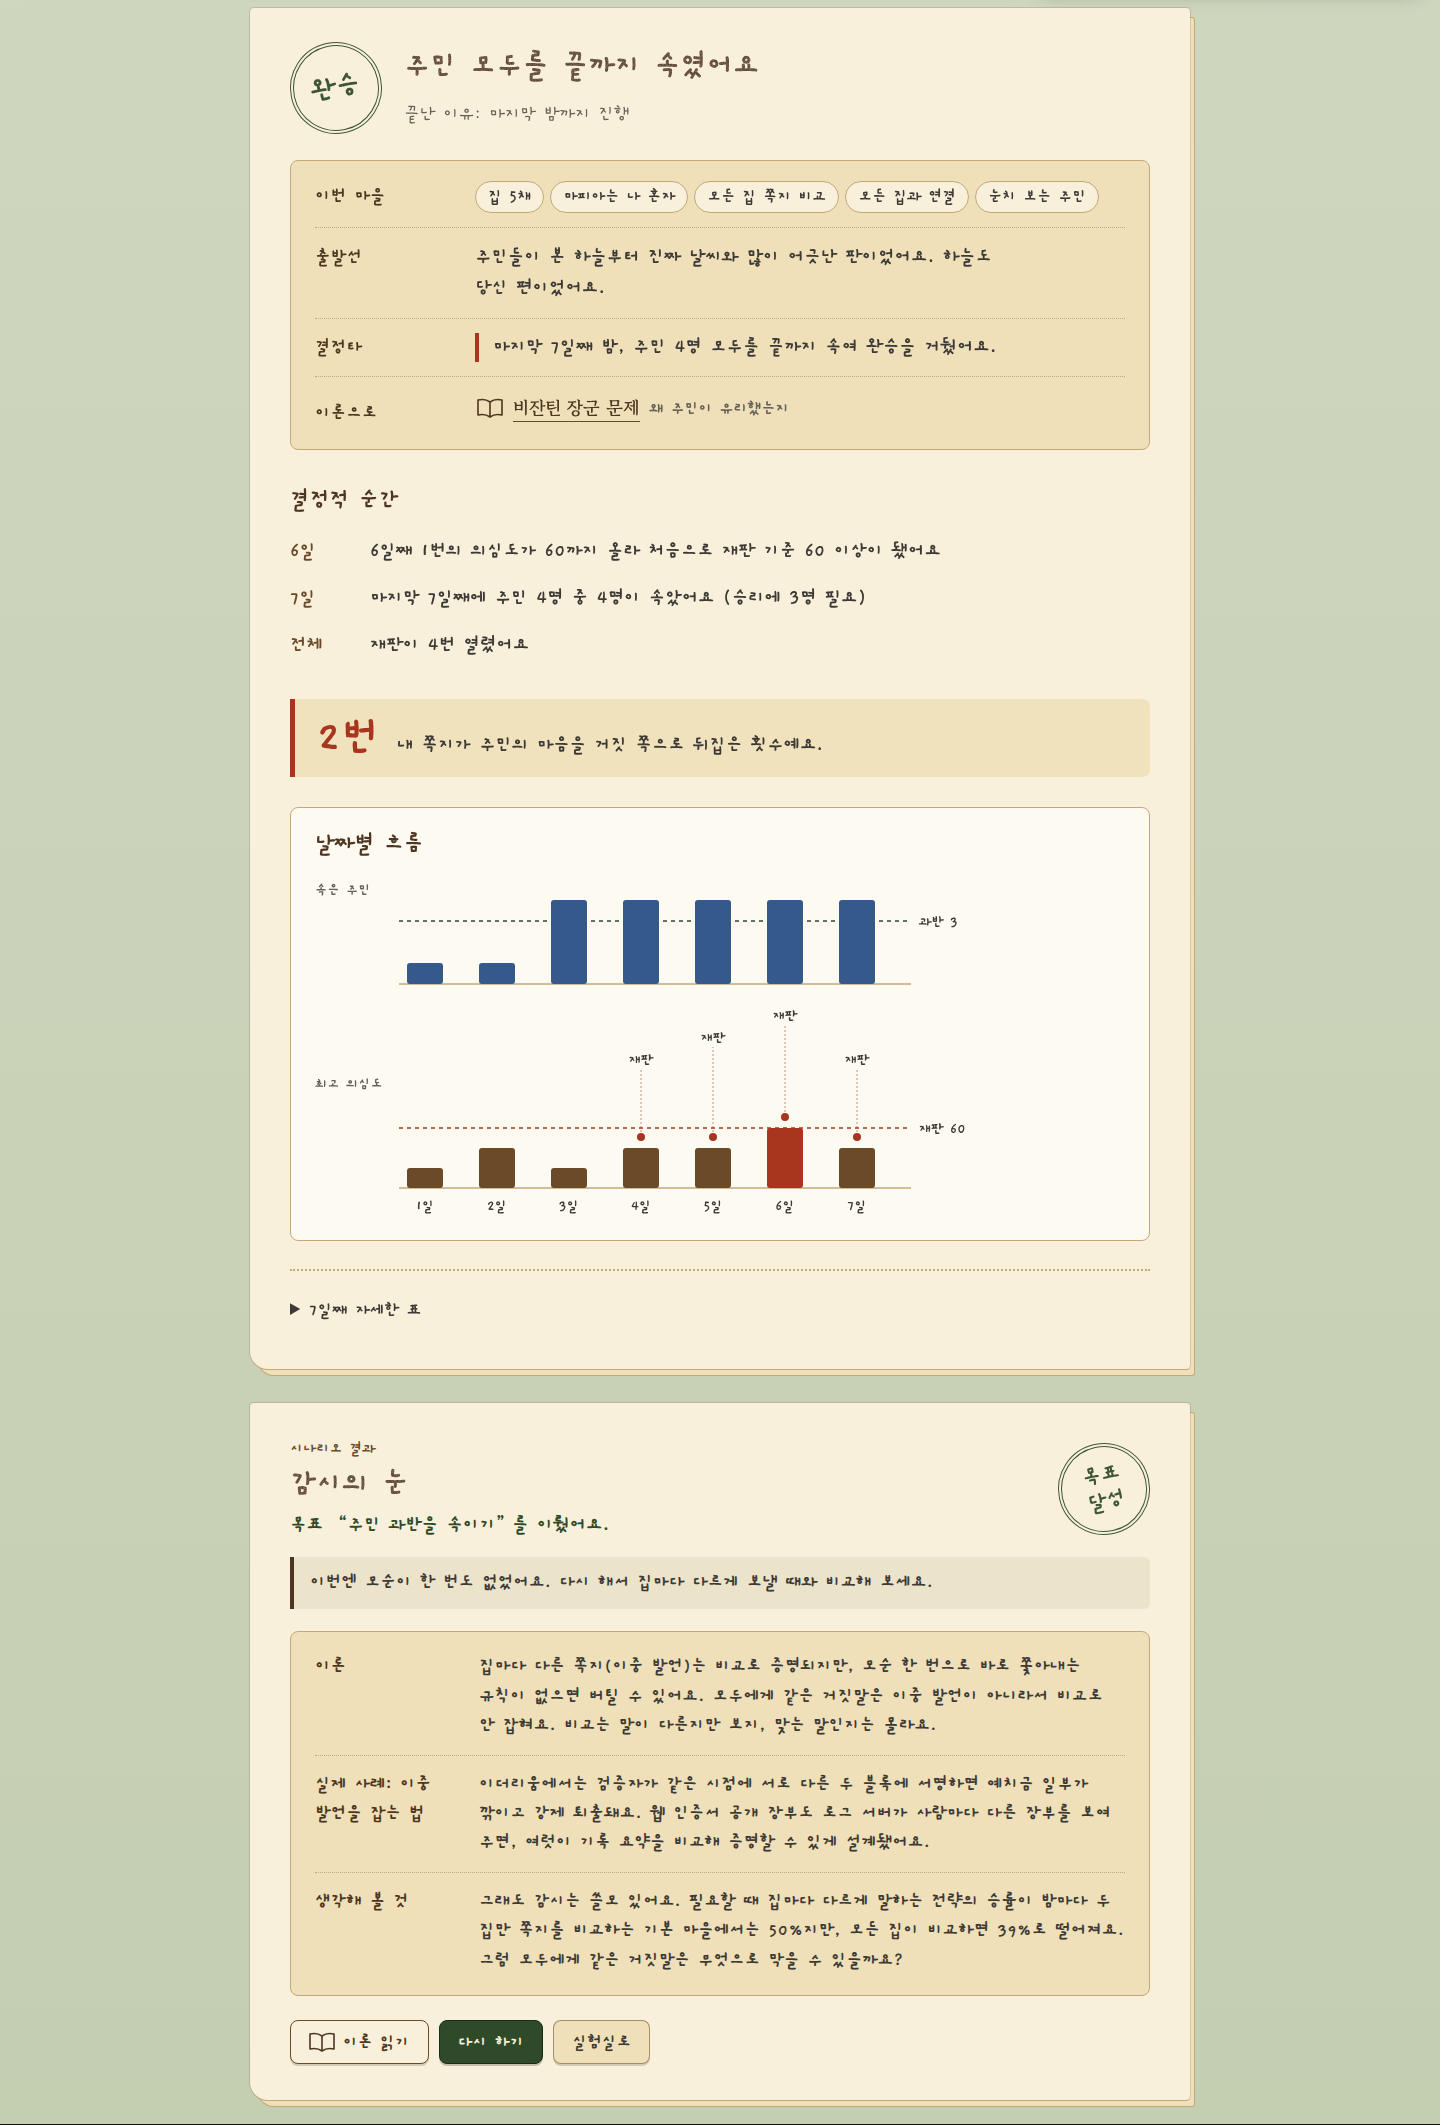 완승
주민 모두를 끝까지 속였어요
끝난 이유: 마지막 밤까지 진행
이번 마을
집 5채
마피아는 나 혼자
모든 집 쪽지 비교
모든 집과 연결
눈치 보는 주민
출발선
주민들이 본 하늘부터 진짜 날씨와 많이 어긋난 판이었어요. 하늘도
당신 편이었어요.
결정타
마지막 7일째 밤, 주민 4명 모두를 끝까지 속여 완승을 거뒀어요.
이론으로
비잔틴 장군 문제 왜 주민이 유리했는지
결정적 순간
6일 6일째 1번의 의심도가 60까지 올라 처음으로 재판 기준 60 이상이 됐어요
7일 마지막 7일째에 주민 4명 중 4명이 속았어요 (승리에 3명 필요)
전체 재판이 4번 열렸어요
2번 내 쪽지가 주민의 마음을 거짓 쪽으로 뒤집은 횟수예요.
날짜별 흐름
속은 주민
과반 3
재판
재판
재판
재판
최고 의심도
재판 60
1일 2일 3일 4일 5일 6일 7일
▶ 7일째 자세한 표
시나리오 결과
감시의 눈
목표 “주민 과반을 속이기”를 이뤘어요.
목표
달성
이번엔 모순이 한 번도 없었어요. 다시 해서 집마다 다르게 보낼 때와 비교해 보세요.
이론
집마다 다른 쪽지(이중 발언)는 비교로 증명되지만, 모순 한 번으로 바로 쫓아내는
규칙이 없으면 버틸 수 있어요. 모두에게 같은 거짓말은 이중 발언이 아니라서 비교로
안 잡혀요. 비교는 말이 다른지만 보지, 맞는 말인지는 몰라요.
실제 사례: 이중
발언을 잡는 법
이더리움에서는 검증자가 같은 시점에 서로 다른 두 블록에 서명하면 예치금 일부가
깎이고 강제 퇴출돼요. 웹 인증서 공개 장부도 로그 서버가 사람마다 다른 장부를 보여
주면, 여럿이 기록 요약을 비교해 증명할 수 있게 설계됐어요.
생각해 볼 것
그래도 감시는 쓸모 있어요. 필요할 때 집마다 다르게 말하는 전략의 승률이 밤마다 두
집만 쪽지를 비교하는 기본 마을에서는 50%지만, 모든 집이 비교하면 39%로 떨어져요.
그럼 모두에게 같은 거짓말은 무엇으로 막을 수 있을까요?
이론 읽기
다시 하기
실험실로